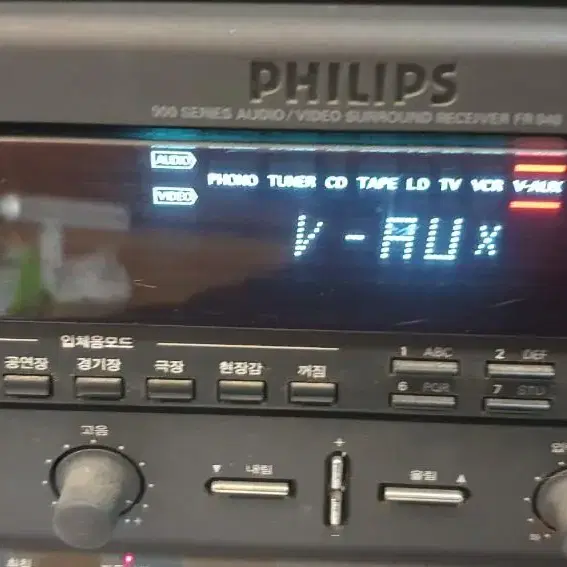 PHILIPS
900 SERIES AUDIO / VIDEO SURROUND RECEIVER FR 940
AUDIO
PHONO TUNER CD TAPE LD TV VCR V-AUX
VIDEO
V-AUX
입체음모드
공연장 경기장 극장 현장감 꺼짐
1 ABC 2 DEF
6 PQR 7 STU
고음
+
▼ 내림 올림 ▲
-